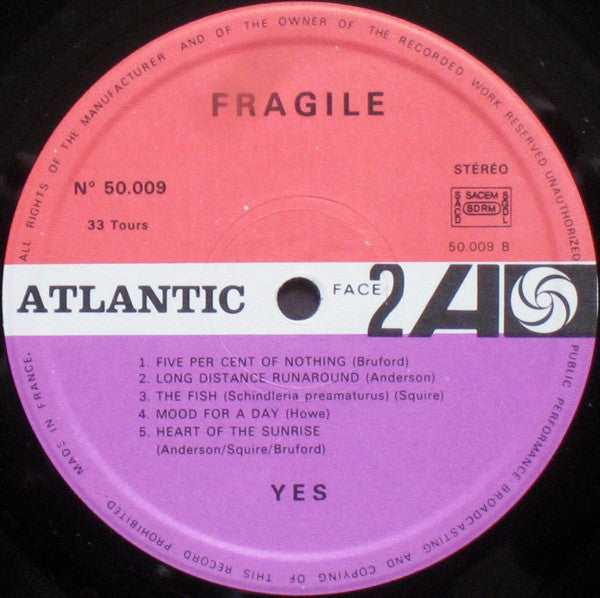 ALL RIGHTS OF THE MANUFACTURER AND OF THE OWNER OF THE RECORDED WORK RESERVED UNAUTHORIZED
FRAGILE
N° 50.009
STÉRÉO
33 Tours
SACD
SACEM
SDRM
SGDL
50.009 B
ATLANTIC
FACE 2
A
1. FIVE PER CENT OF NOTHING (Bruford)
2. LONG DISTANCE RUNAROUND (Anderson)
3. THE FISH (Schindleria preamaturus) (Squire)
4. MOOD FOR A DAY (Howe)
5. HEART OF THE SUNRISE
(Anderson/Squire/Bruford)
YES
PUBLIC PERFORMANCE BROADCASTING AND COPYING OF THIS RECORD PROHIBITED. MADE IN FRANCE.